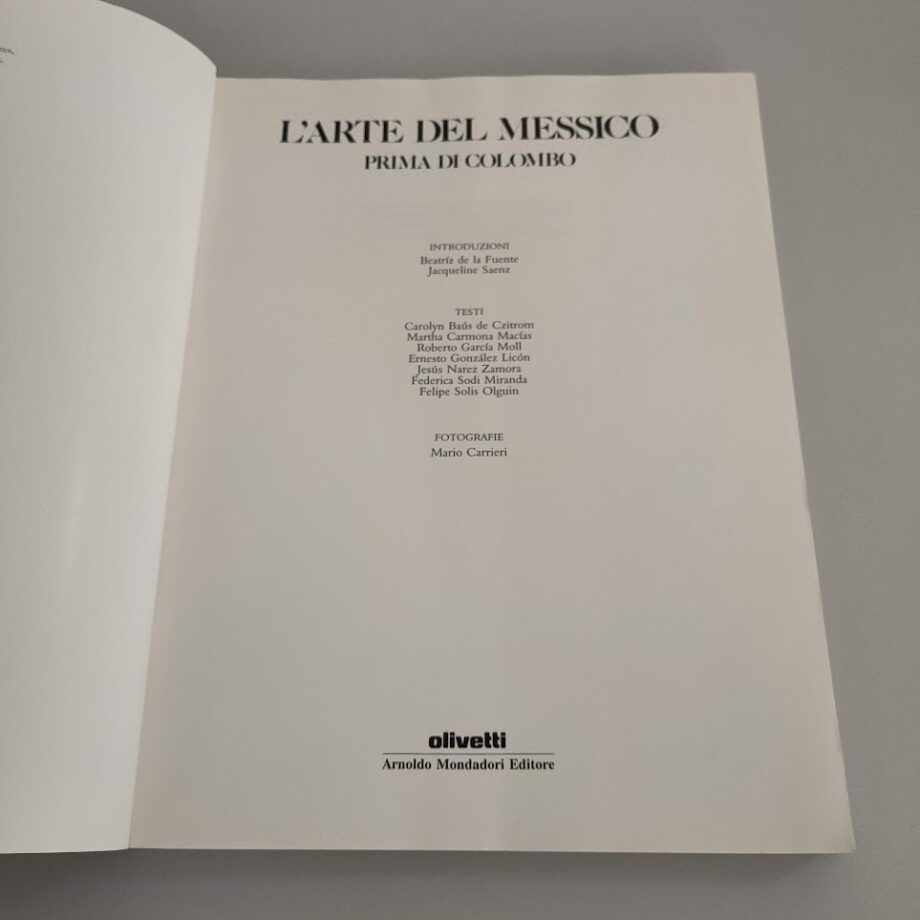 L'ARTE DEL MESSICO
PRIMA DI COLOMBO
INTRODUZIONI
Beatríz de la Fuente
Jacqueline Saenz
TESTI
Carolyn Baús de Czitrom
Martha Carmona Macías
Roberto García Moll
Ernesto González Licón
Jesús Narez Zamora
Federica Sodi Miranda
Felipe Solis Olguin
FOTOGRAFIE
Mario Carrieri
olivetti
Arnoldo Mondadori Editore